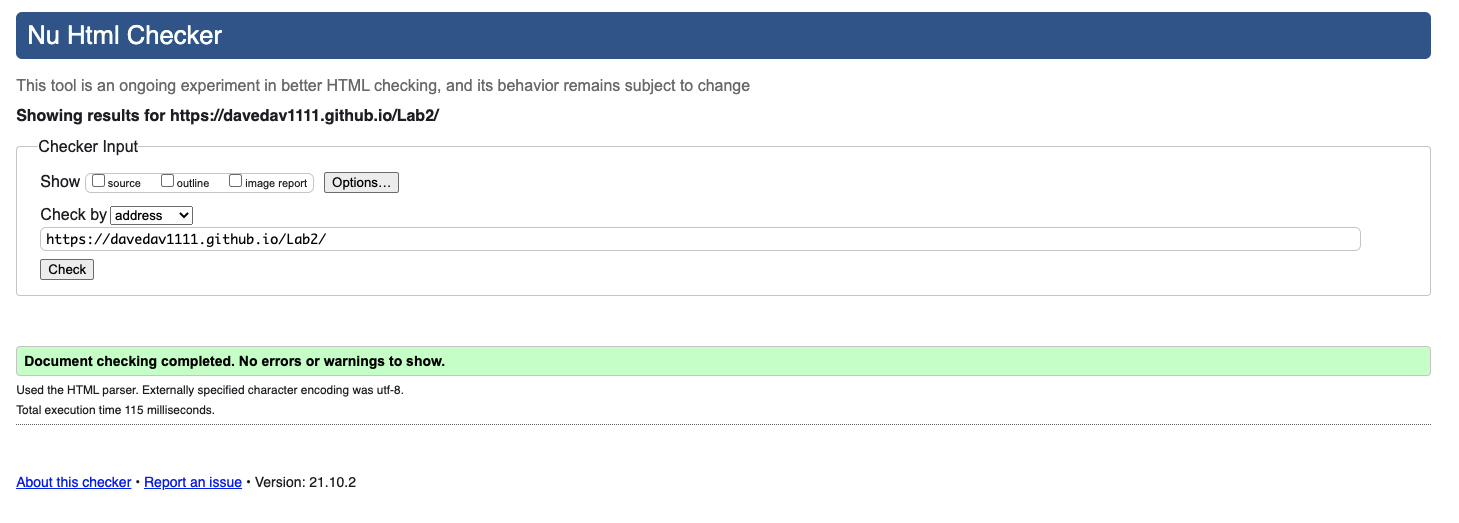 Nu Html Checker
This tool is an ongoing experiment in better HTML checking, and its behavior remains subject to change
Showing results for https://davedav1111.github.io/Lab2/
Checker Input
Show source outline image report Options...
Check by address
https://davedav1111.github.io/Lab2/
Check
Document checking completed. No errors or warnings to show.
Used the HTML parser. Externally specified character encoding was utf-8.
Total execution time 115 milliseconds.
About this checker • Report an issue • Version: 21.10.2